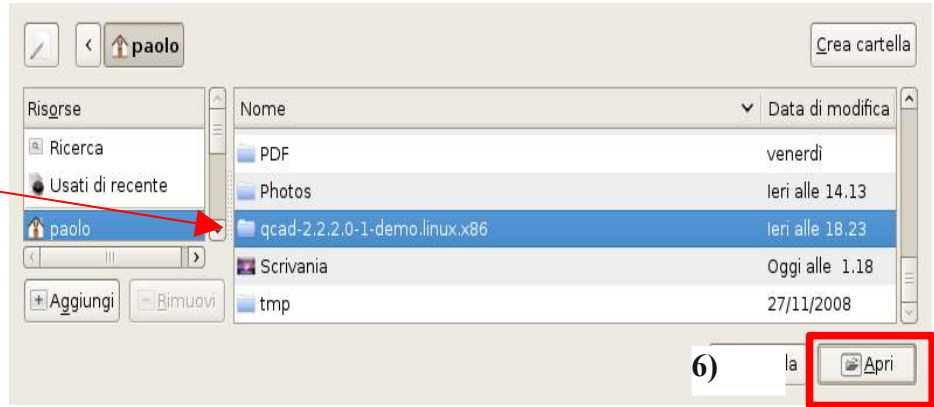 paolo
Crea cartella
Risorse
Nome
Data di modifica
Ricerca
PDF
venerdì
Usati di recente
Photos
Ieri alle 14.13
paolo
qcad-2.2.2.0-1-demo.linux.x86
Ieri alle 18.23
Scrivania
Oggi alle 1.18
Aggiungi
Rimuovi
tmp
27/11/2008
6)
la
Apri